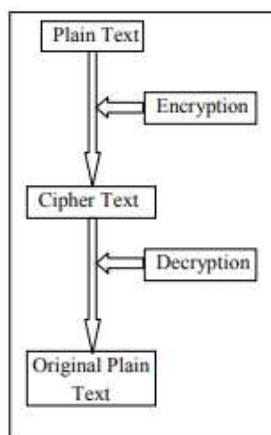 Plain Text
Encryption
Cipher Text
Decryption
Original Plain
Text